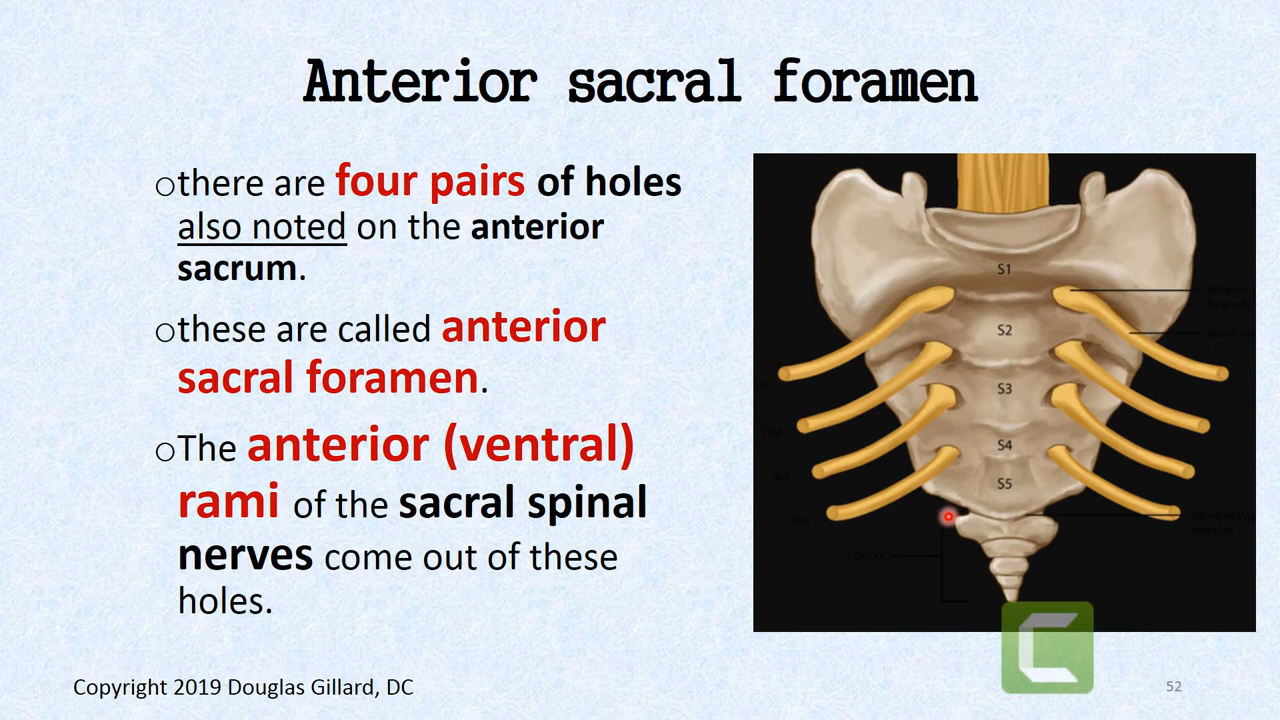 Anterior sacral foramen
○there are four pairs of holes
also noted on the anterior
sacrum.
○these are called anterior
sacral foramen.
○The anterior (ventral)
rami of the sacral spinal
nerves come out of these
holes.
S1
S2
S3
S4
S5
Copyright 2019 Douglas Gillard, DC
52